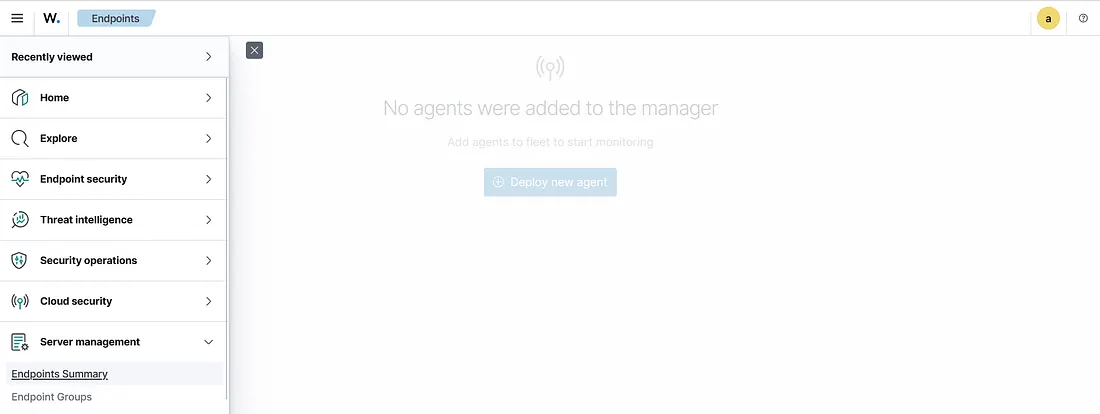 W. Endpoints a
Recently viewed
Home
Explore
Endpoint security
Threat intelligence
Security operations
Cloud security
Server management
Endpoints Summary
Endpoint Groups
No agents were added to the manager
Add agents to fleet to start monitoring
Deploy new agent